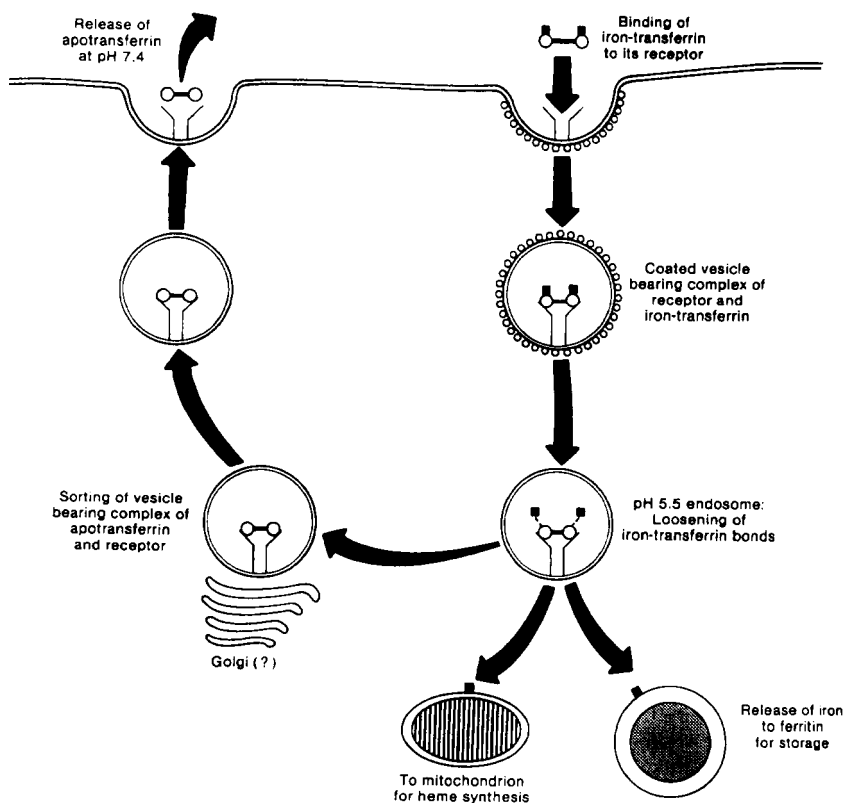 Release of
apotransferrin
at pH 7.4
Binding of
iron-transferrin
to its receptor
Coated vesicle
bearing complex of
receptor and
iron-transferrin
Sorting of vesicle
bearing complex of
apotransferrin
and receptor
pH 5.5 endosome:
Loosening of
iron-transferrin bonds
Golgi (?)
Release of iron
to ferritin
for storage
To mitochondrion
for heme synthesis